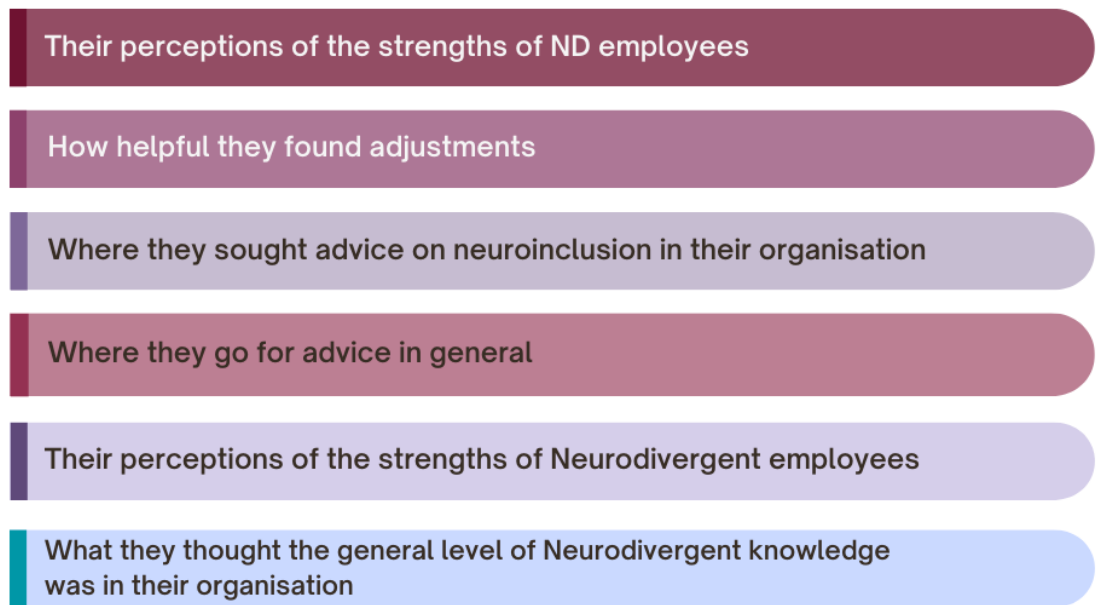 Their perceptions of the strengths of ND employees
How helpful they found adjustments
Where they sought advice on neuroinclusion in their organisation
Where they go for advice in general
Their perceptions of the strengths of Neurodivergent employees
What they thought the general level of Neurodivergent knowledge
was in their organisation